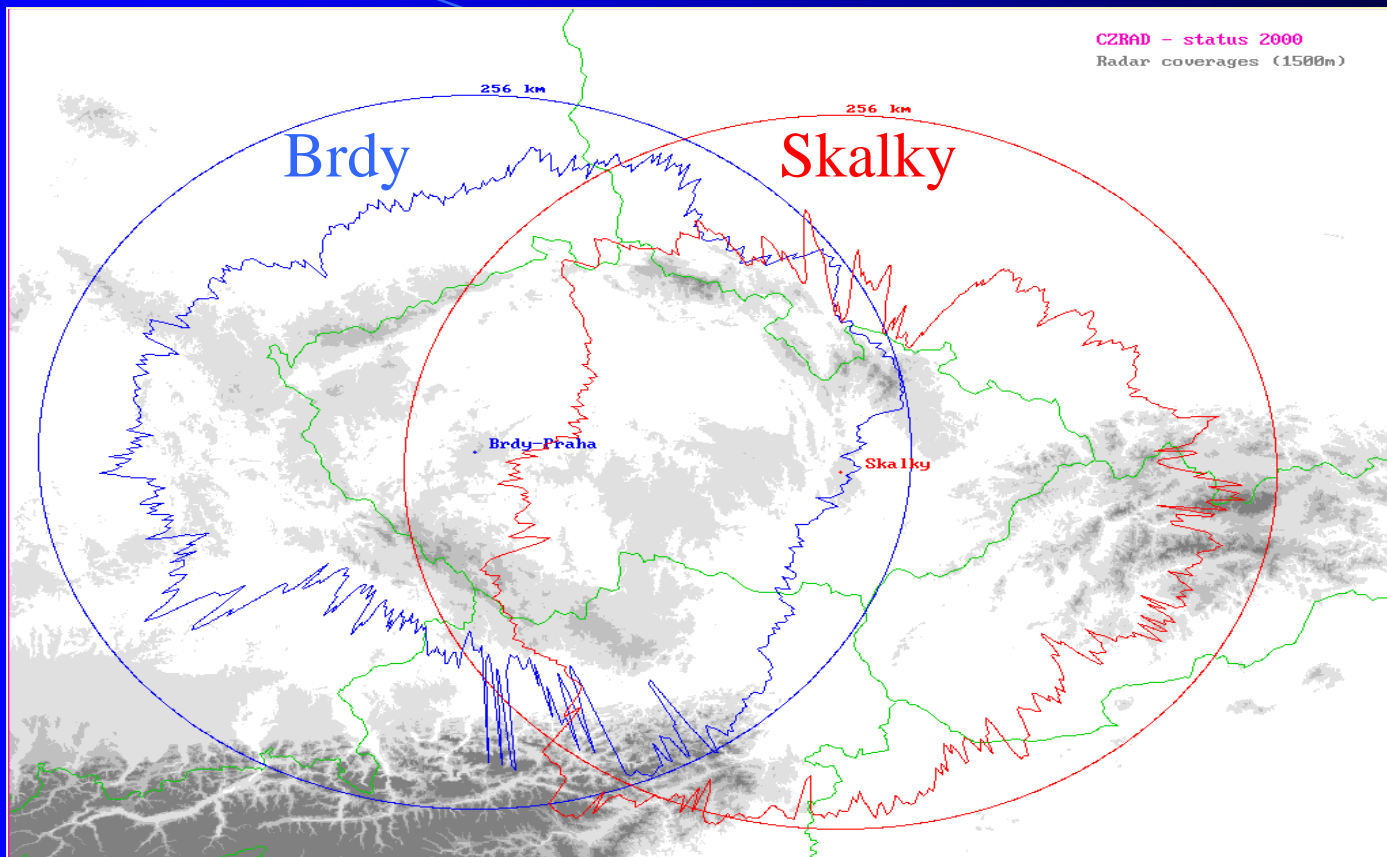 CZRAD - status 2000
Radar coverages (1500m)
256 km
256 km
Brdy
Skalky
Brdy-Praha
Skalky